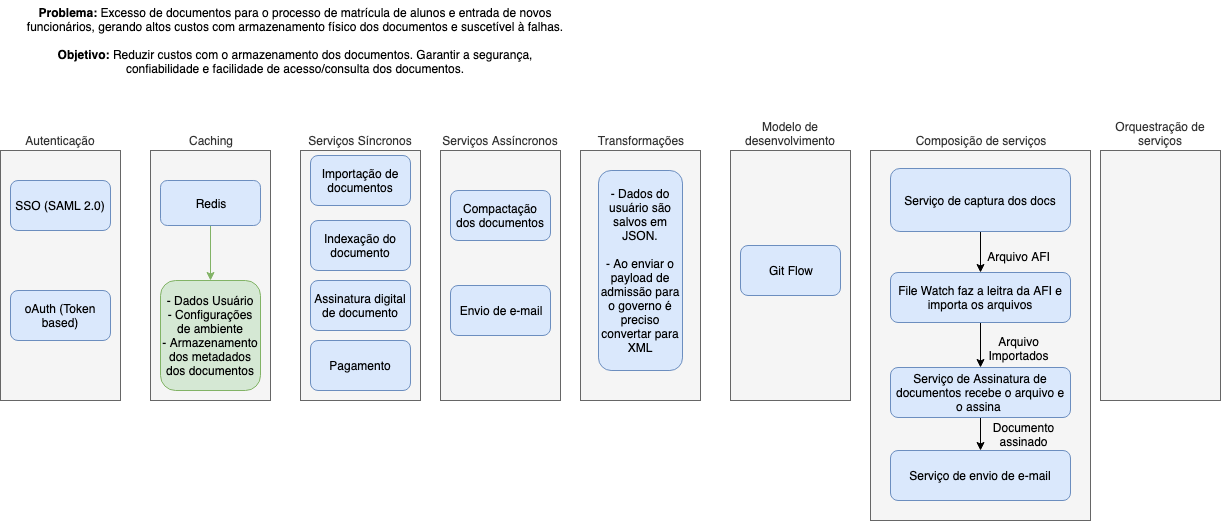 Problema: Excesso de documentos para o processo de matrícula de alunos e entrada de novos
funcionários, gerando altos custos com armazenamento físico dos documentos e suscetível à falhas.
Objetivo: Reduzir custos com o armazenamento dos documentos. Garantir a segurança,
confiabilidade e facilidade de acesso/consulta dos documentos.
Autenticação
SSO (SAML 2.0)
oAuth (Token
based)
Caching
Redis
- Dados Usuário
- Configurações
de ambiente
- Armazenamento
dos metadados
dos documentos
Serviços Síncronos
Importação de
documentos
Indexação do
documento
Assinatura digital
de documento
Pagamento
Serviços Assíncronos
Compactação
dos documentos
Envio de e-mail
Transformações
- Dados do
usuário são
salvos em
JSON.
- Ao enviar o
payload de
admissão para
o governo é
preciso
convertar para
XML
Modelo de
desenvolvimento
Git Flow
Composição de serviços
Serviço de captura dos docs
Arquivo AFI
File Watch faz a leitra da AFI e
importa os arquivos
Arquivo
Importados
Serviço de Assinatura de
documentos recebe o arquivo e
o assina
Documento
assinado
Serviço de envio de e-mail
Orquestração de
serviços